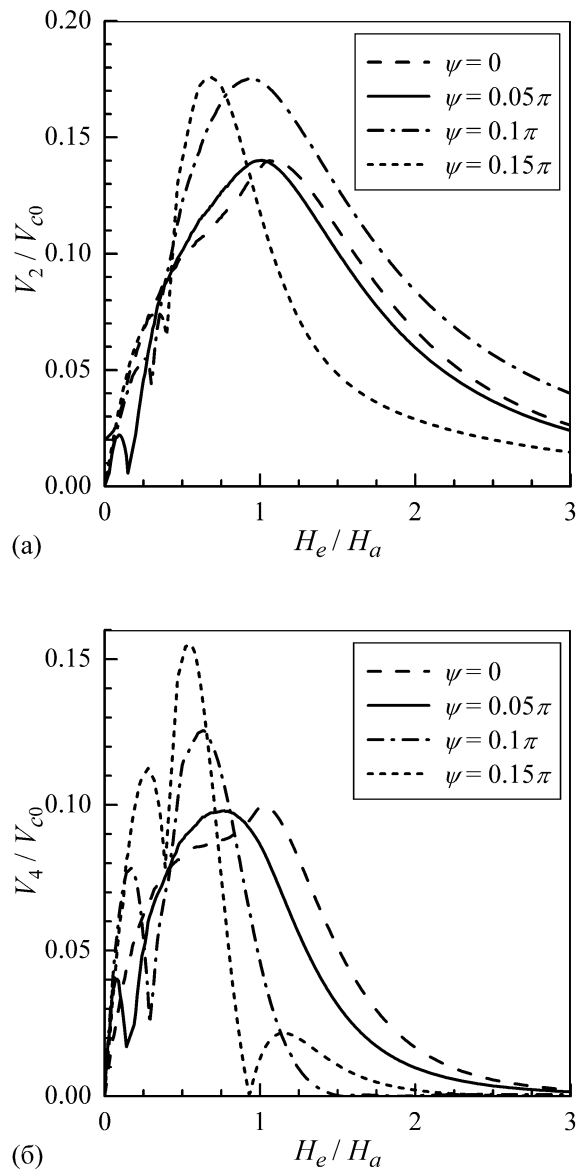 0.20
0.15
0.10
0.05
0.00
V2 / Vc0
ψ = 0
ψ = 0.05π
ψ = 0.1π
ψ = 0.15π
0 1 2 3
(а) He / Ha
0.15
0.10
0.05
0.00
V4 / Vc0
ψ = 0
ψ = 0.05π
ψ = 0.1π
ψ = 0.15π
0 1 2 3
(б) He / Ha